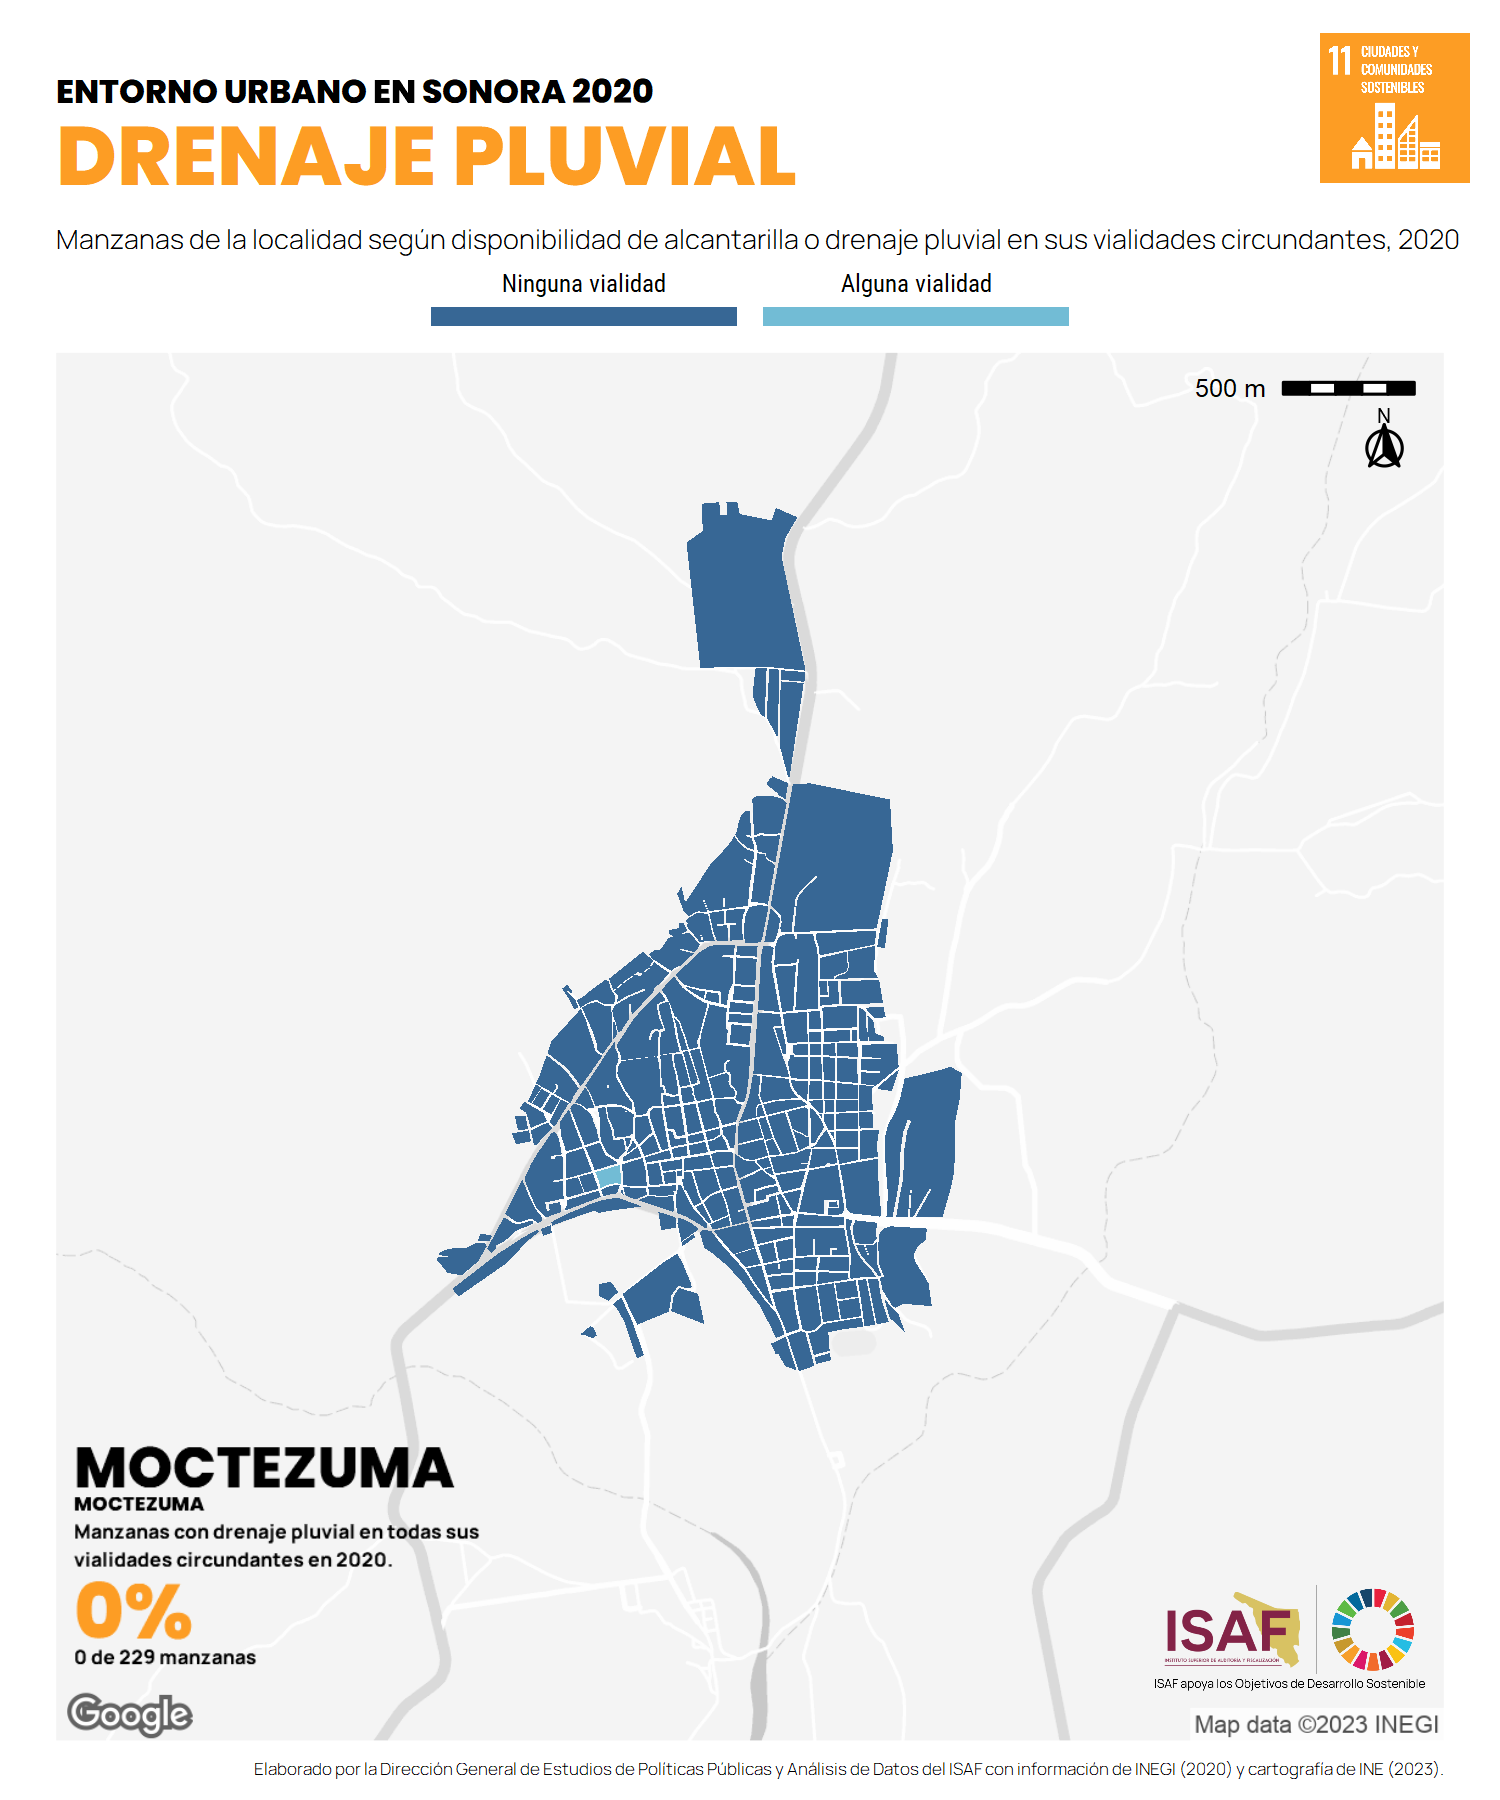 ENTORNO URBANO EN SONORA 2020
DRENAJE PLUVIAL
11 CIUDADES Y
COMUNIDADES
SOSTENIBLES
Manzanas de la localidad según disponibilidad de alcantarilla o drenaje pluvial en sus vialidades circundantes, 2020
Ninguna vialidad
Alguna vialidad
500 m
N
MOCTEZUMA
MOCTEZUMA
Manzanas con drenaje pluvial en todas sus
vialidades circundantes en 2020.
0%
0 de 229 manzanas
Google
ISAF
INSTITUTO SUPERIOR DE AUDITORÍA Y FISCALIZACIÓN
ISAF apoya los Objetivos de Desarrollo Sostenible
Map data ©2023 INEGI
Elaborado por la Dirección General de Estudios de Políticas Públicas y Análisis de Datos del ISAF con información de INEGI (2020) y cartografía de INE (2023).